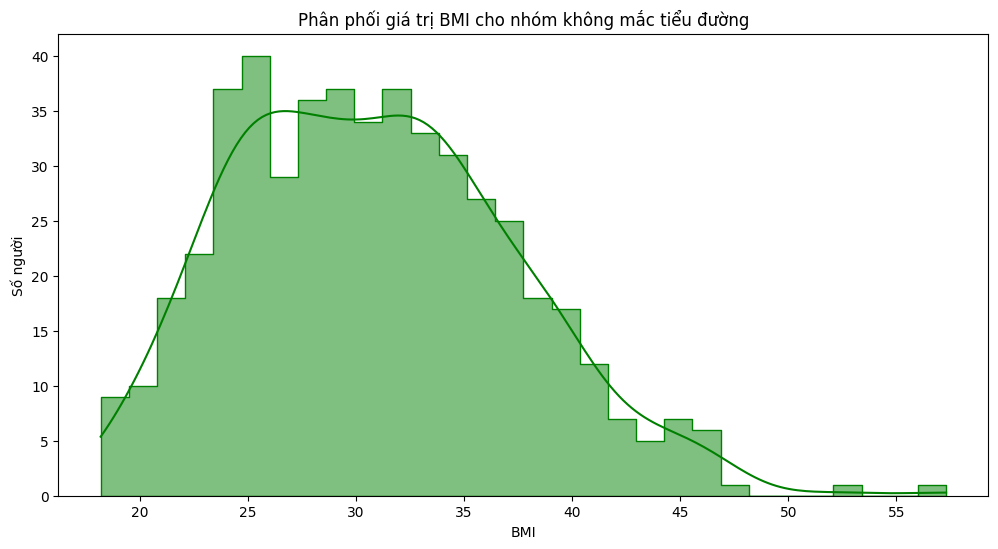 Phân phối giá trị BMI cho nhóm không mắc tiểu đường
Số người
40
35
30
25
20
15
10
5
0
20 25 30 35 40 45 50 55
BMI